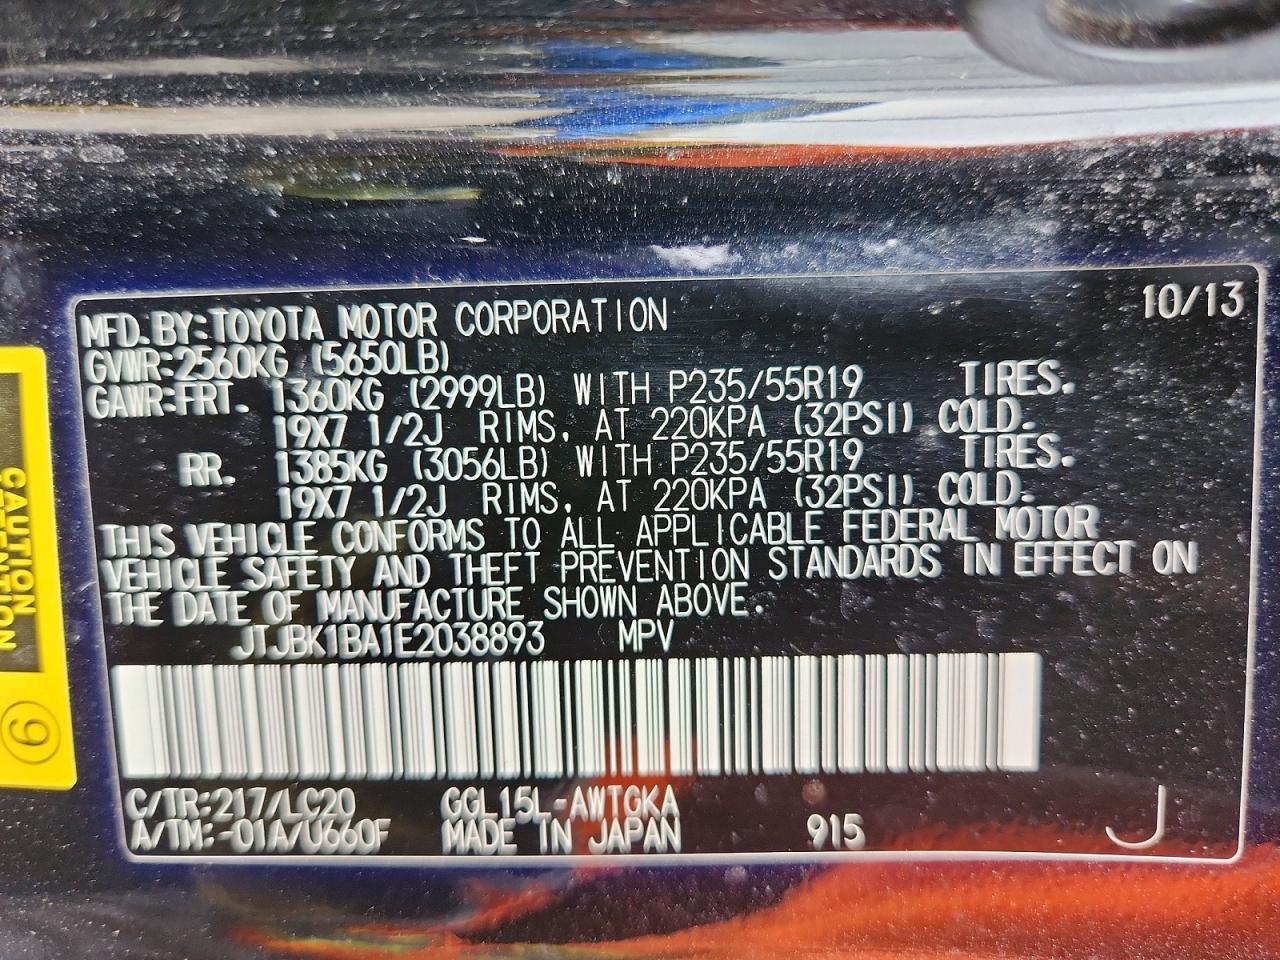 10/13
MFD.BY:TOYOTA MOTOR CORPORATION
GVWR:2560KG (5650LB)
GAWR:FRT. 1360KG (2999LB) WITH P235/55R19 TIRES.
19X7 1/2J RIMS, AT 220KPA (32PSI) COLD.
RR. 1385KG (3056LB) WITH P235/55R19 TIRES.
19X7 1/2J RIMS, AT 220KPA (32PSI) COLD.
THIS VEHICLE CONFORMS TO ALL APPLICABLE FEDERAL MOTOR
VEHICLE SAFETY AND THEFT PREVENTION STANDARDS IN EFFECT ON
THE DATE OF MANUFACTURE SHOWN ABOVE.
JTJBK1BA1E2038893 MPV
C/TR:217/LC20 GGL15L-AWTGKA
A/TM:-01A/U660F MADE IN JAPAN 915 J
CAUTION
ATTENTION
9